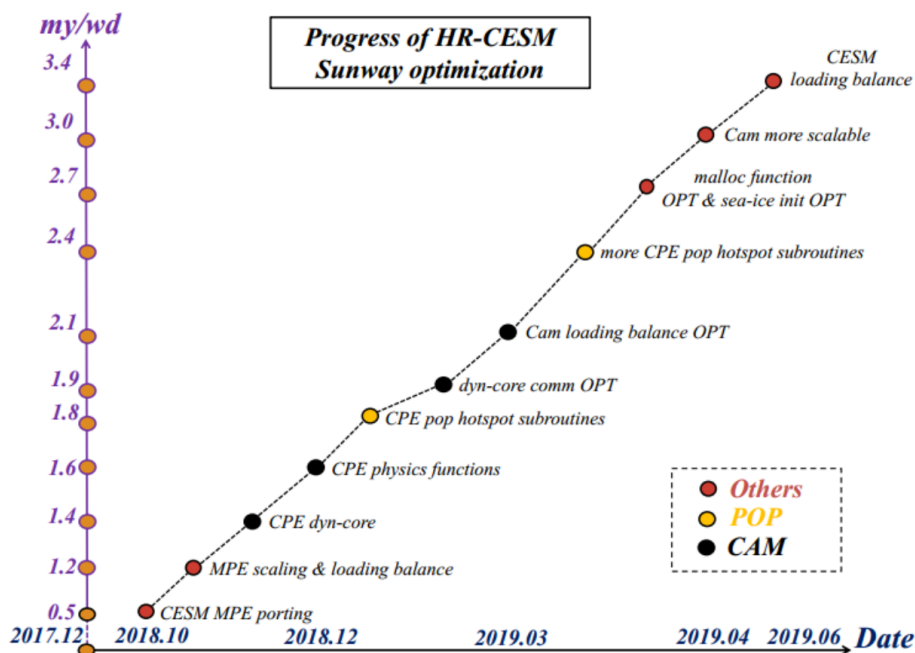 my/wd
Progress of HR-CESM
Sunway optimization
3.4
CESM
loading balance
3.0
Cam more scalable
2.7
malloc function
OPT & sea-ice init OPT
2.4
more CPE pop hotspot subroutines
2.1
Cam loading balance OPT
1.9
dyn-core comm OPT
1.8
CPE pop hotspot subroutines
1.6
CPE physics functions
Others
1.4
CPE dyn-core
POP
CAM
1.2
MPE scaling & loading balance
0.5
CESM MPE porting
2017.12
2018.10
2018.12
2019.03
2019.04
2019.06
Date